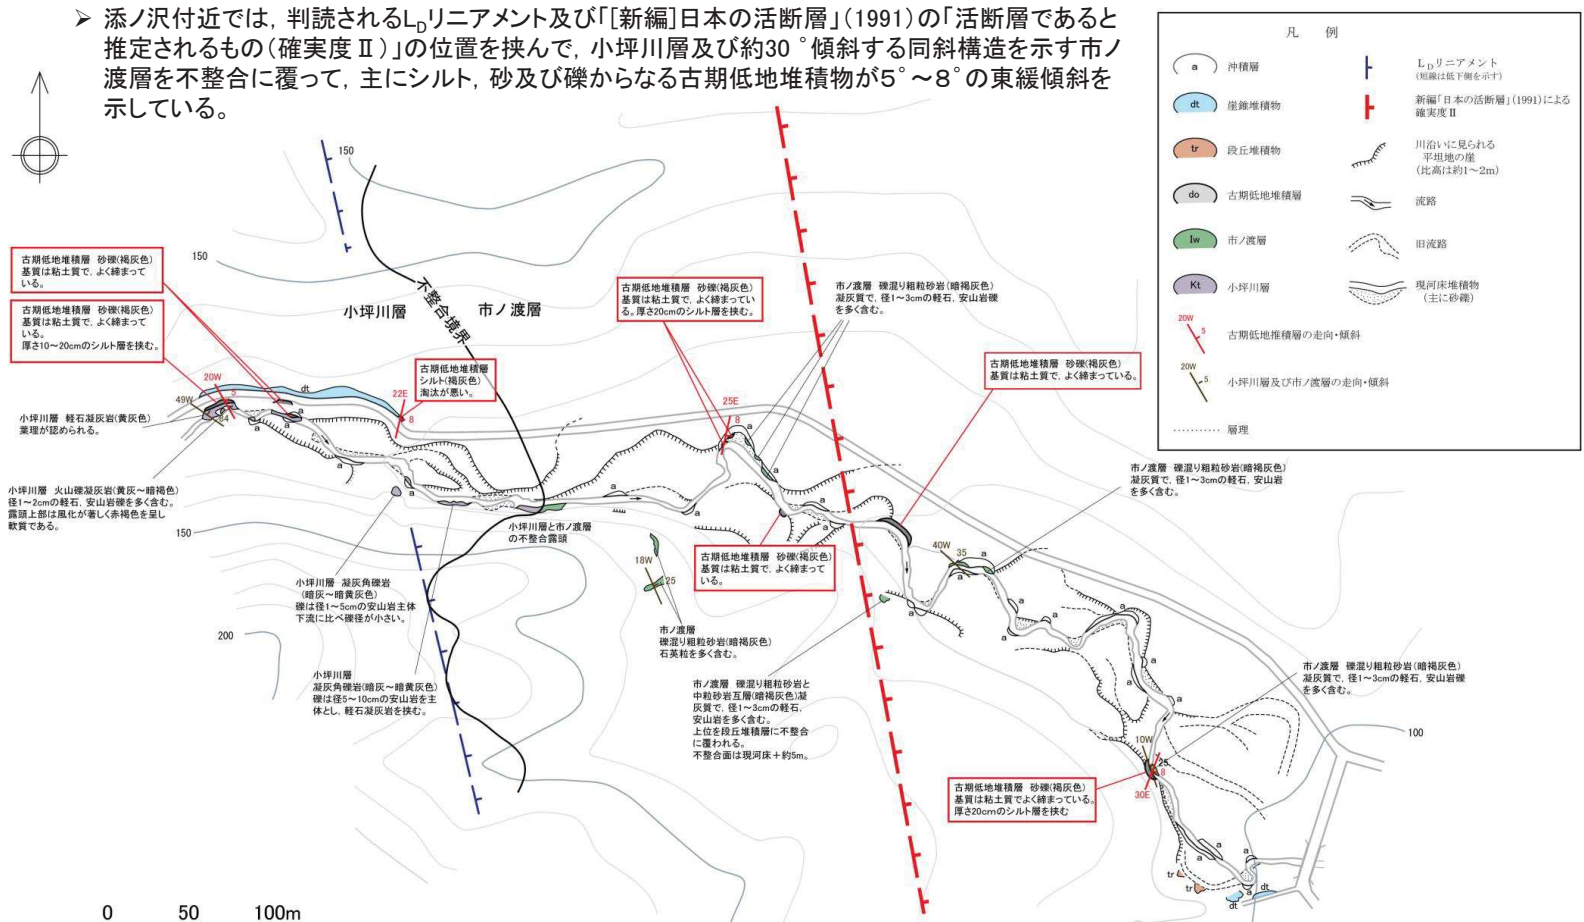 ➢ 添ノ沢付近では，判読されるLDリニアメント及び「[新編]日本の活断層」(1991)の「活断層であると
推定されるもの(確実度Ⅱ)」の位置を挟んで，小坪川層及び約30°傾斜する同斜構造を示す市ノ
渡層を不整合に覆って，主にシルト，砂及び礫からなる古期低地堆積物が5°～8°の東緩傾斜を
示している。
凡 例
a 沖積層
dt 崖錐堆積物
tr 段丘堆積物
do 古期低地堆積層
Iw 市ノ渡層
Kt 小坪川層
20W 5 古期低地堆積層の走向・傾斜
20W 5 小坪川層及び市ノ渡層の走向・傾斜
層理
LDリニアメント
(短線は低下側を示す)
新編「日本の活断層」(1991)による
確実度Ⅱ
川沿いに見られる
平坦地の崖
(比高は約1～2m)
流路
旧流路
現河床堆積物
(主に砂礫)
150
150
古期低地堆積層 砂礫(褐灰色)
基質は粘土質で，よく締まって
いる。
古期低地堆積層 砂礫(褐灰色)
基質は粘土質で，よく締まって
いる。
厚さ10～20cmのシルト層を挟む。
小坪川層
不整合境界
市ノ渡層
古期低地堆積層
シルト(褐灰色)
淘汰が悪い。
古期低地堆積層 砂礫(褐灰色)
基質は粘土質で，よく締まってい
る。厚さ20cmのシルト層を挟む。
市ノ渡層 礫混り粗粒砂岩(暗褐灰色)
凝灰質で，径1～3cmの軽石，安山岩礫
を多く含む。
古期低地堆積層 砂礫(褐灰色)
基質は粘土質で，よく締まっている。
20W
5
49W
84
dt
22E
8
25E
8
a
a
a
a
a
a
a
a
a
小坪川層 軽石凝灰岩(黄灰色)
葉理が認められる。
小坪川層 火山礫凝灰岩(黄灰～暗褐色)
径1～2cmの軽石，安山岩礫を多く含む。
露頭上部は風化が著しく赤褐色を呈し
軟質である。
150
小坪川層と市ノ渡層
の不整合露頭
市ノ渡層 礫混り粗粒砂岩(暗褐灰色)
凝灰質で，径1～3cmの軽石，安山岩
を多く含む。
古期低地堆積層 砂礫(褐灰色)
基質は粘土質で，よく締まって
いる。
40W
35
a
a
18W
25
小坪川層 凝灰角礫岩
(暗灰～暗黄灰色)
礫は径1～5cmの安山岩主体
下流に比べ礫径が小さい。
200
市ノ渡層
礫混り粗粒砂岩(暗褐灰色)
石英粒を多く含む。
小坪川層
凝灰角礫岩(暗灰～暗黄灰色)
礫は径5～10cmの安山岩を主
体とし，軽石凝灰岩を挟む。
市ノ渡層 礫混り粗粒砂岩と
中粒砂岩互層(暗褐灰色)凝
灰質で，径1～3cmの軽石，
安山岩を多く含む。
上位を段丘堆積層に不整合
に覆われる。
不整合面は現河床＋約5m。
a
a
a
a
a
a
a
a
市ノ渡層 礫混り粗粒砂岩(暗褐灰色)
凝灰質で，径1～3cmの軽石，安山岩礫
を多く含む。
100
10W
25
8
30E
古期低地堆積層 砂礫(褐灰色)
基質は粘土質でよく締まっている。
厚さ20cmのシルト層を挟む
a
a
a
a
a
tr
tr
dt
dt
0 50 100m